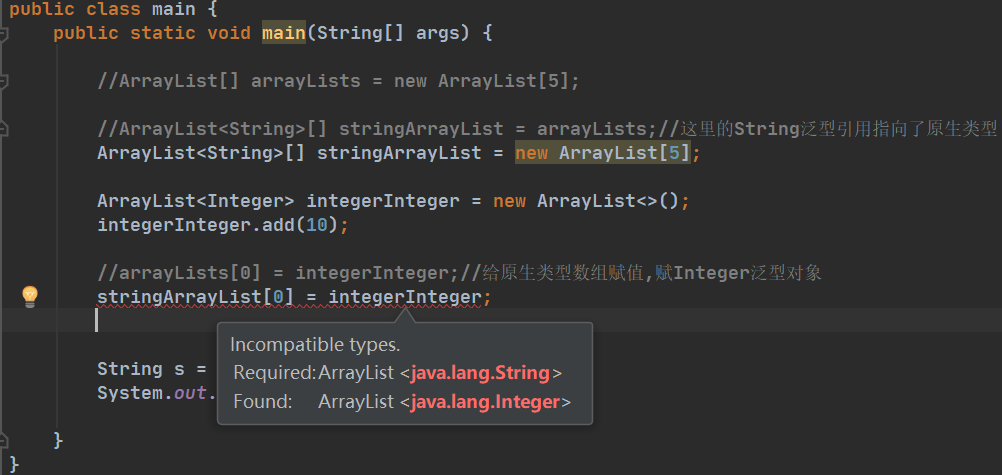 public class main {
public static void main(String[] args) {
//ArrayList[] arrayLists = new ArrayList[5];
//ArrayList<String>[] stringArrayList = arrayLists;//这里的String泛型引用指向了原生类型
ArrayList<String>[] stringArrayList = new ArrayList[5];
ArrayList<Integer> integerInteger = new ArrayList<>();
integerInteger.add(10);
//arrayLists[0] = integerInteger;//给原生类型数组赋值,赋Integer泛型对象
stringArrayList[0] = integerInteger;
Incompatible types.
Required: ArrayList <java.lang.String>
Found: ArrayList <java.lang.Integer>
String s =
System.out.
}
}